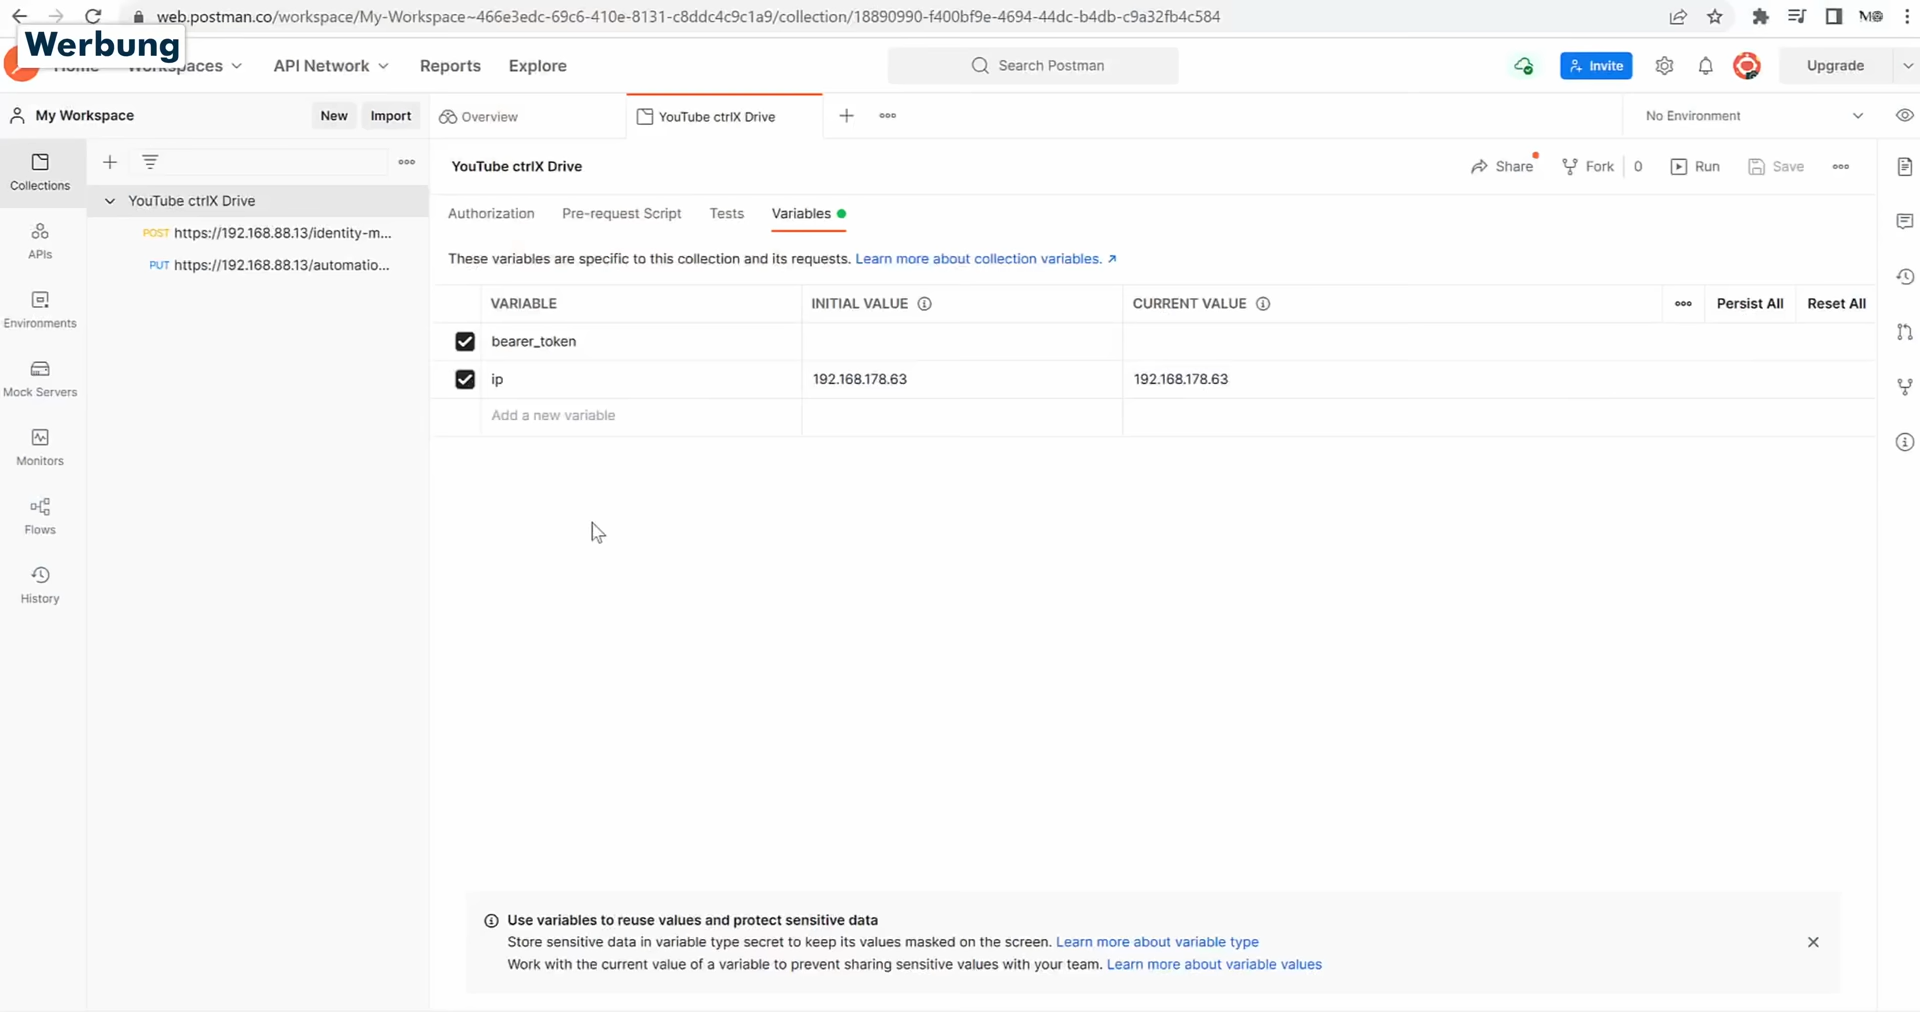 web.postman.co/workspace/My-Workspace~466e3edc-69c6-410e-8131-c8ddc4c9c1a9/collection/18890990-f400bf9e-4694-44dc-b4db-c9a32fb4c584
Werbung
Home Workspaces API Network Reports Explore Search Postman Invite Upgrade
My Workspace New Import Overview YouTube ctrlX Drive No Environment
Collections
APIs
Environments
Mock Servers
Monitors
Flows
History
YouTube ctrlX Drive
POST https://192.168.88.13/identity-m...
PUT https://192.168.88.13/automatio...
YouTube ctrlX Drive Share Fork 0 Run Save
Authorization Pre-request Script Tests Variables
These variables are specific to this collection and its requests. Learn more about collection variables. ↗
VARIABLE INITIAL VALUE CURRENT VALUE Persist All Reset All
bearer_token
ip 192.168.178.63 192.168.178.63
Add a new variable
Use variables to reuse values and protect sensitive data
Store sensitive data in variable type secret to keep its values masked on the screen. Learn more about variable type
Work with the current value of a variable to prevent sharing sensitive values with your team. Learn more about variable values